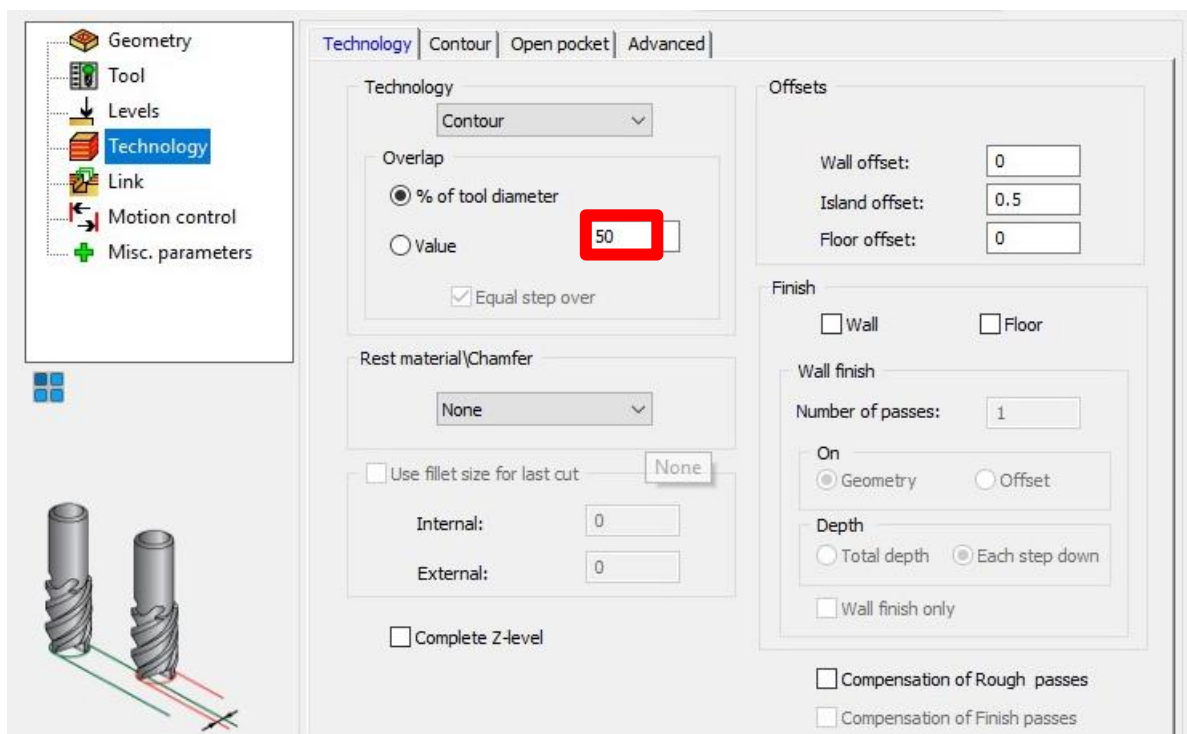 Geometry
Tool
Levels
Technology
Link
Motion control
Misc. parameters
Technology Contour Open pocket Advanced
Technology
Contour
Overlap
% of tool diameter
Value
50
Equal step over
Rest material\Chamfer
None
None
Use fillet size for last cut
Internal: 0
External: 0
Complete Z-level
Offsets
Wall offset: 0
Island offset: 0.5
Floor offset: 0
Finish
Wall Floor
Wall finish
Number of passes: 1
On
Geometry Offset
Depth
Total depth Each step down
Wall finish only
Compensation of Rough passes
Compensation of Finish passes